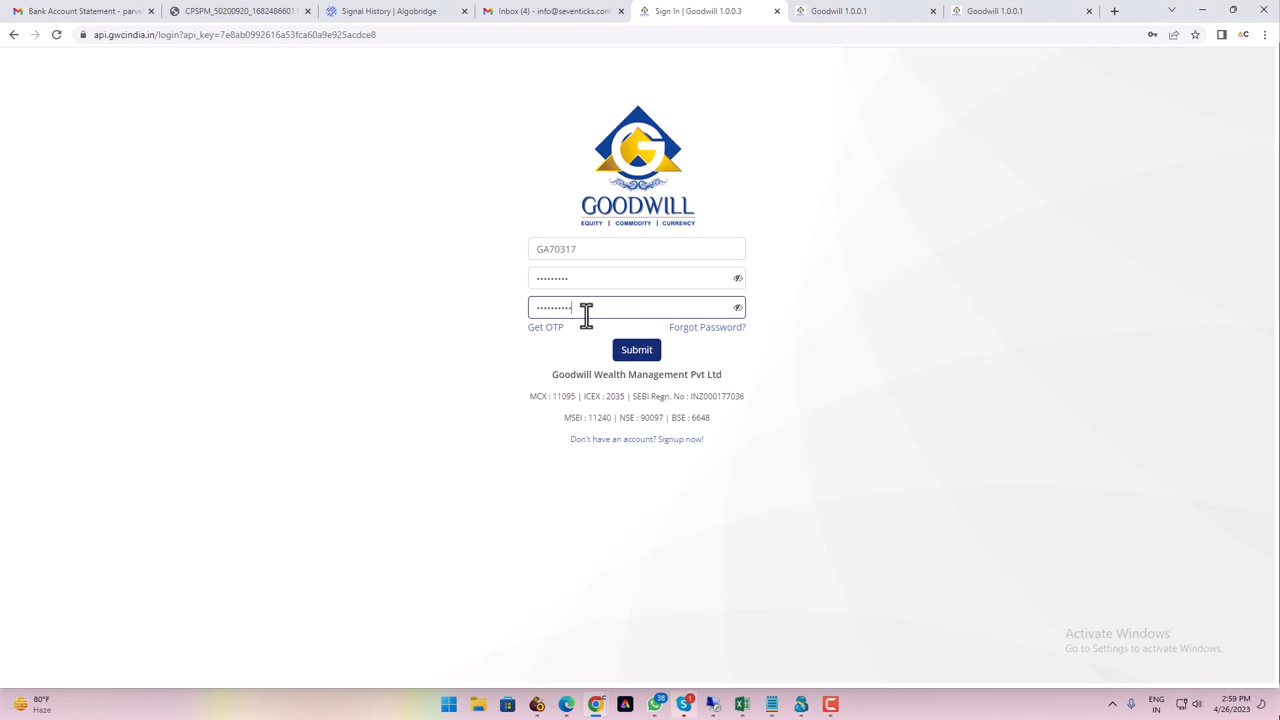 Bank Account Statement - parven
CPSPM_50200920_1682486601.
Signal History | Algobridge
Inbox (4) - info@seventicks.com
Sign In Goodwill 1.0.0.3
Goodwill 1.0.0.1
Goodwill 1.0.0.1
api.gwcindia.in/login?api_key=7e8ab0992616a53fca60a9e925acdce8
AC
G
GOODWILL
EQUITY | COMMODITY | CURRENCY
GA70317
Get OTP Forgot Password?
Submit
Goodwill Wealth Management Pvt Ltd
MCX : 11095 | ICEX : 2035 | SEBI Regn. No : INZ000177036
MSEI : 11240 | NSE : 90097 | BSE : 6648
Don't have an account? Signup now!
Activate Windows
Go to Settings to activate Windows.
80°F
Haze
38
1
ENG
IN
2:59 PM
4/26/2023